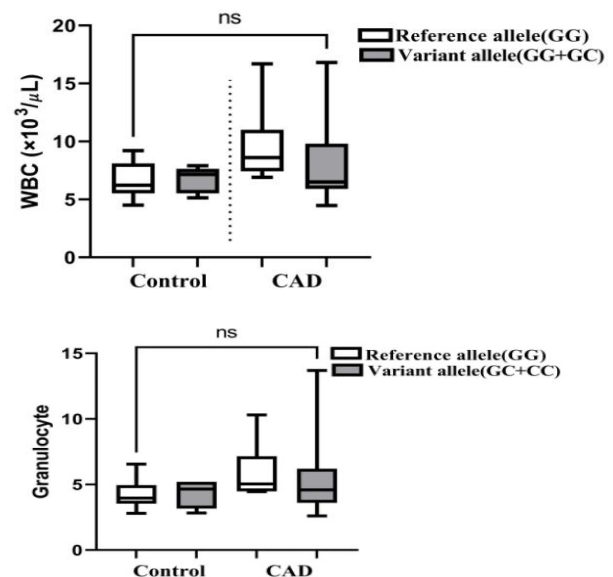 ns
Reference allele(GG)
Variant allele(GG+GC)
WBC (×10³/μL)
20
15
10
5
0
Control
CAD
ns
Reference allele(GG)
Variant allele(GC+CC)
Granulocyte
15
10
5
0
Control
CAD